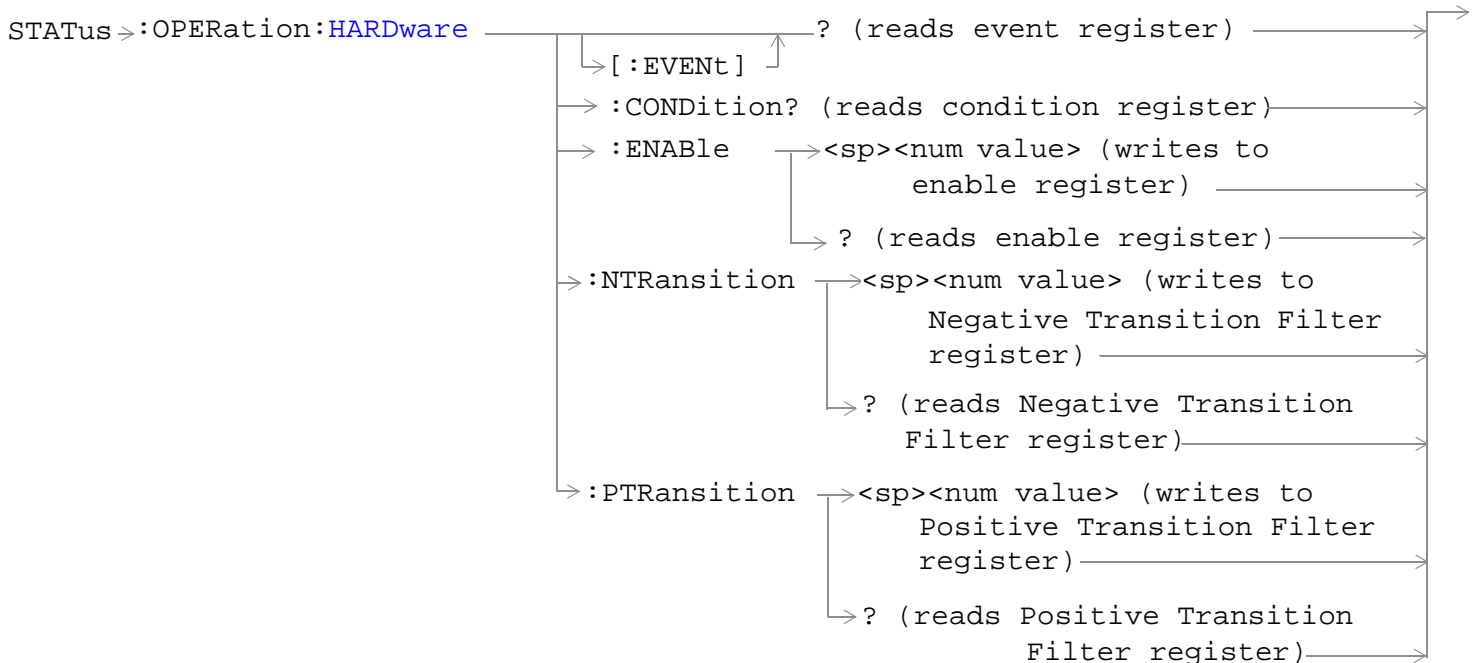 STATus :OPERation:HARDware ? (reads event register)
[:EVENt]
:CONDition? (reads condition register)
:ENABle <sp><num value> (writes to
enable register)
? (reads enable register)
:NTRansition <sp><num value> (writes to
Negative Transition Filter
register)
? (reads Negative Transition
Filter register)
:PTRansition <sp><num value> (writes to
Positive Transition Filter
register)
? (reads Positive Transition
Filter register)